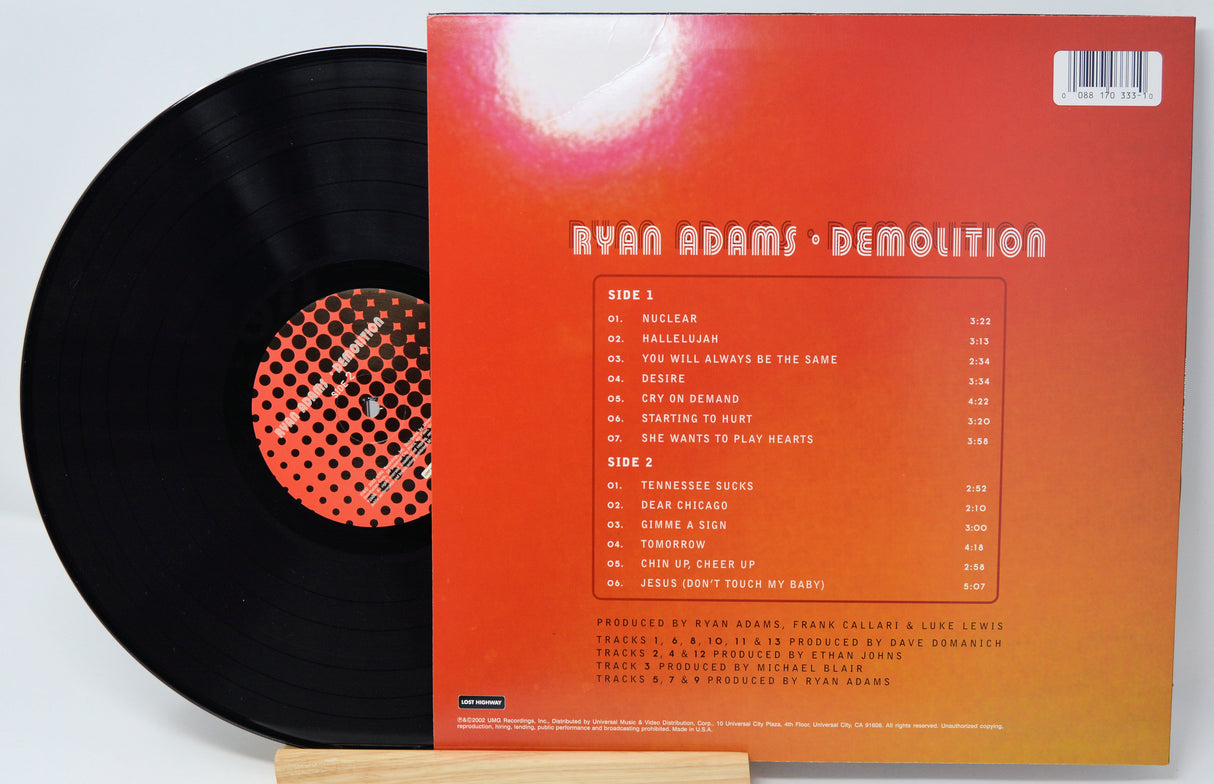 0 088 170 333-1 0
RYAN ADAMS • DEMOLITION
SIDE 1
01. NUCLEAR 3:22
02. HALLELUJAH 3:13
03. YOU WILL ALWAYS BE THE SAME 2:34
04. DESIRE 3:34
05. CRY ON DEMAND 4:22
06. STARTING TO HURT 3:20
07. SHE WANTS TO PLAY HEARTS 3:58
SIDE 2
01. TENNESSEE SUCKS 2:52
02. DEAR CHICAGO 2:10
03. GIMME A SIGN 3:00
04. TOMORROW 4:18
05. CHIN UP, CHEER UP 2:58
06. JESUS (DON'T TOUCH MY BABY) 5:07
PRODUCED BY RYAN ADAMS, FRANK CALLARI & LUKE LEWIS
TRACKS 1, 6, 8, 10, 11 & 13 PRODUCED BY DAVE DOMANICH
TRACKS 2, 4 & 12 PRODUCED BY ETHAN JOHNS
TRACK 3 PRODUCED BY MICHAEL BLAIR
TRACKS 5, 7 & 9 PRODUCED BY RYAN ADAMS
LOST HIGHWAY
℗&©2002 UMG Recordings, Inc., Distributed by Universal Music & Video Distribution, Corp., 10 Universal City Plaza, 4th Floor, Universal City, CA 91608. All rights reserved. Unauthorized copying,
reproduction, hiring, lending, public performance and broadcasting prohibited. Made in U.S.A.
RYAN ADAMS • DEMOLITION
SIDE 2